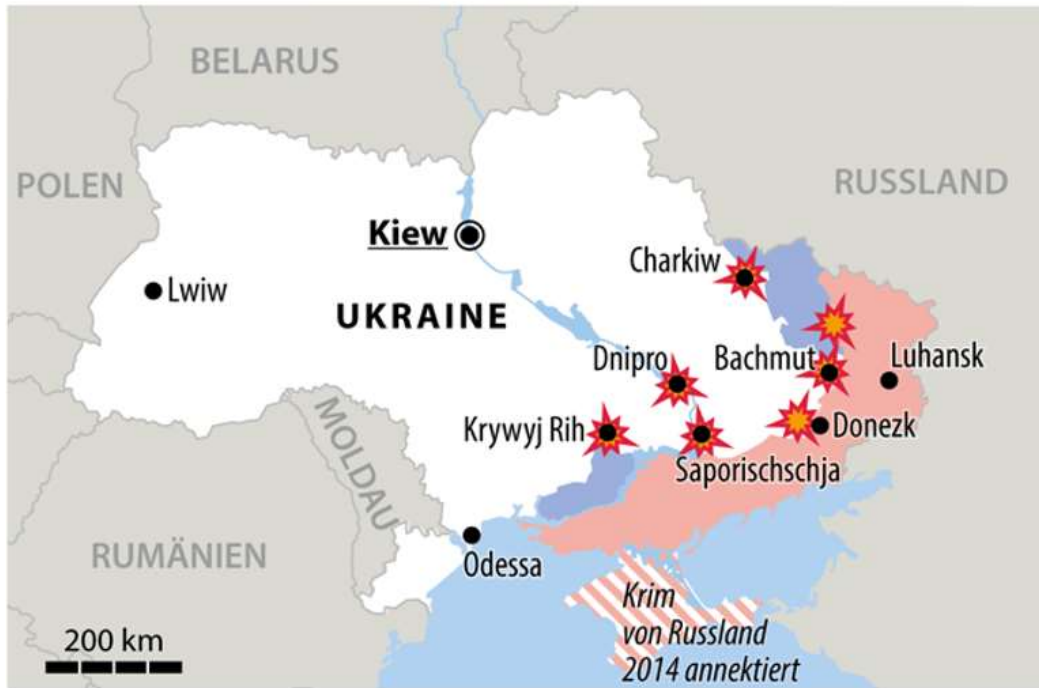 BELARUS
POLEN
RUSSLAND
Kiew
Charkiw
Lwiw
UKRAINE
Dnipro
Bachmut
Luhansk
MOLDAU
Krywyj Rih
Donezk
Saporischschja
RUMÄNIEN
Odessa
Krim
von Russland
2014 annektiert
200 km